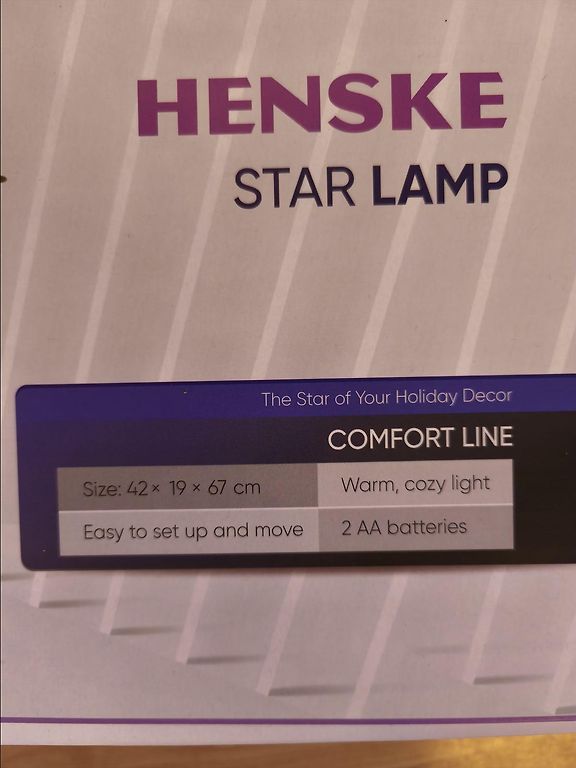 HENSKE
STAR LAMP
The Star of Your Holiday Decor
COMFORT LINE
Size: 42 × 19 × 67 cm
Warm, cozy light
Easy to set up and move
2 AA batteries